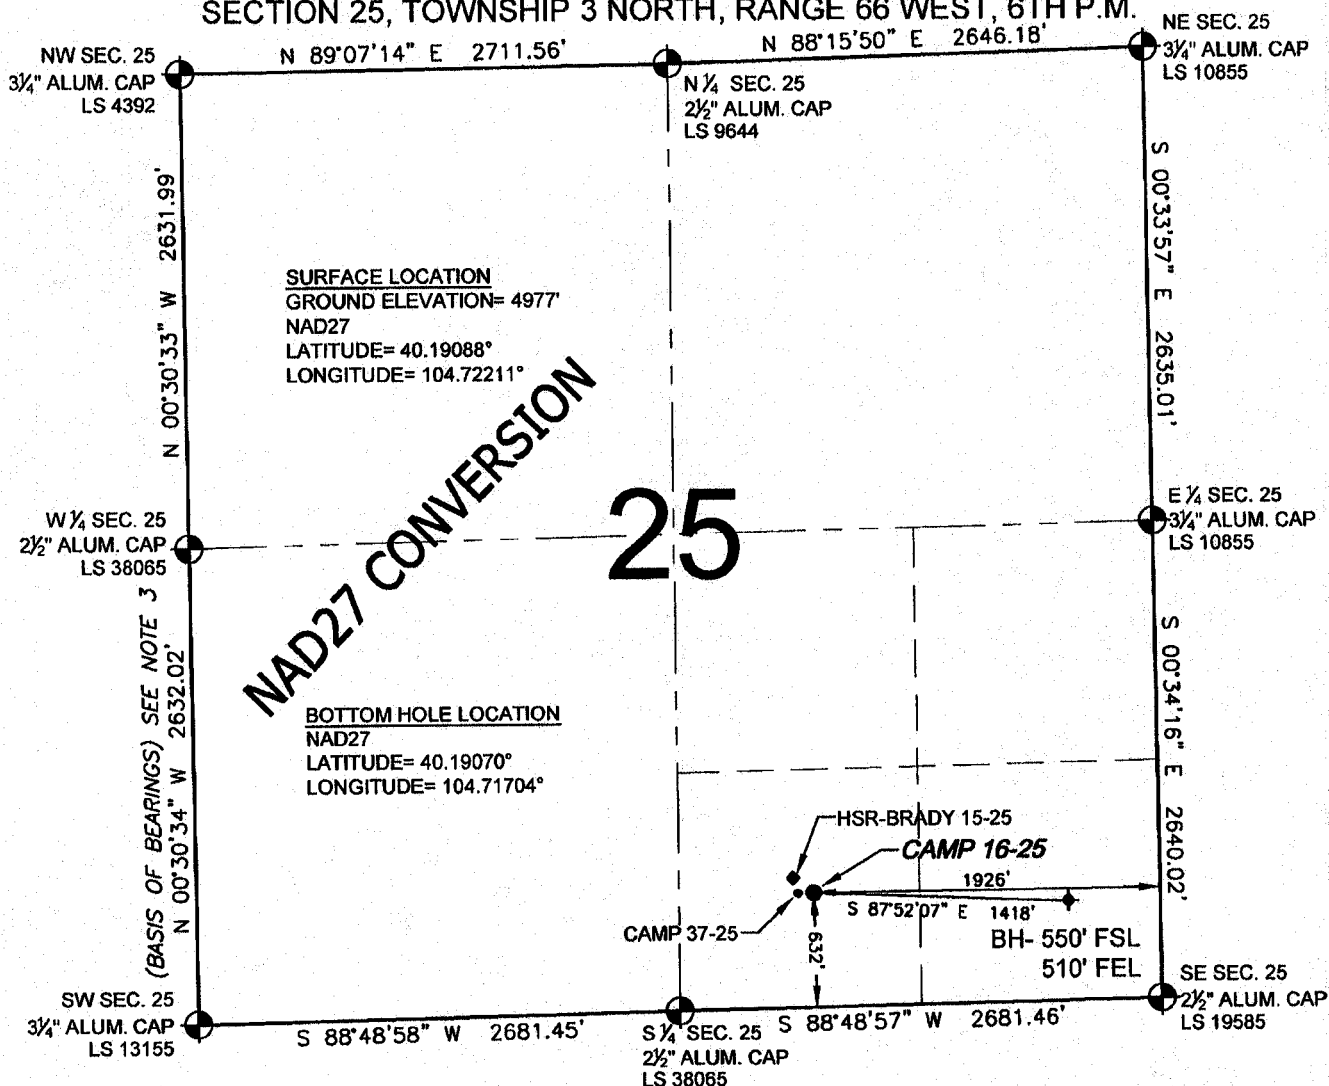 SECTION 25, TOWNSHIP 3 NORTH, RANGE 66 WEST, 6TH P.M.
NW SEC. 25
3¼" ALUM. CAP
LS 4392
N 89°07'14" E 2711.56'
N 88°15'50" E 2646.18'
NE SEC. 25
3¼" ALUM. CAP
LS 10855
N ¼ SEC. 25
2½" ALUM. CAP
LS 9644
N 00°30'33" W 2631.99'
S 00°33'57" E 2635.01'
SURFACE LOCATION
GROUND ELEVATION= 4977'
NAD27
LATITUDE= 40.19088°
LONGITUDE= 104.72211°
NAD27 CONVERSION
25
W ¼ SEC. 25
2½" ALUM. CAP
LS 38065
E ¼ SEC. 25
3¼" ALUM. CAP
LS 10855
(BASIS OF BEARINGS) SEE NOTE 3
N 00°30'34" W 2632.02'
S 00°34'16" E 2640.02'
BOTTOM HOLE LOCATION
NAD27
LATITUDE= 40.19070°
LONGITUDE= 104.71704°
HSR-BRADY 15-25
CAMP 16-25
1926'
S 87°52'07" E 1418'
CAMP 37-25
632'
BH- 550' FSL
510' FEL
SW SEC. 25
3¼" ALUM. CAP
LS 13155
S 88°48'58" W 2681.45'
S ¼ SEC. 25
2½" ALUM. CAP
LS 38065
S 88°48'57" W 2681.46'
SE SEC. 25
2½" ALUM. CAP
LS 19585